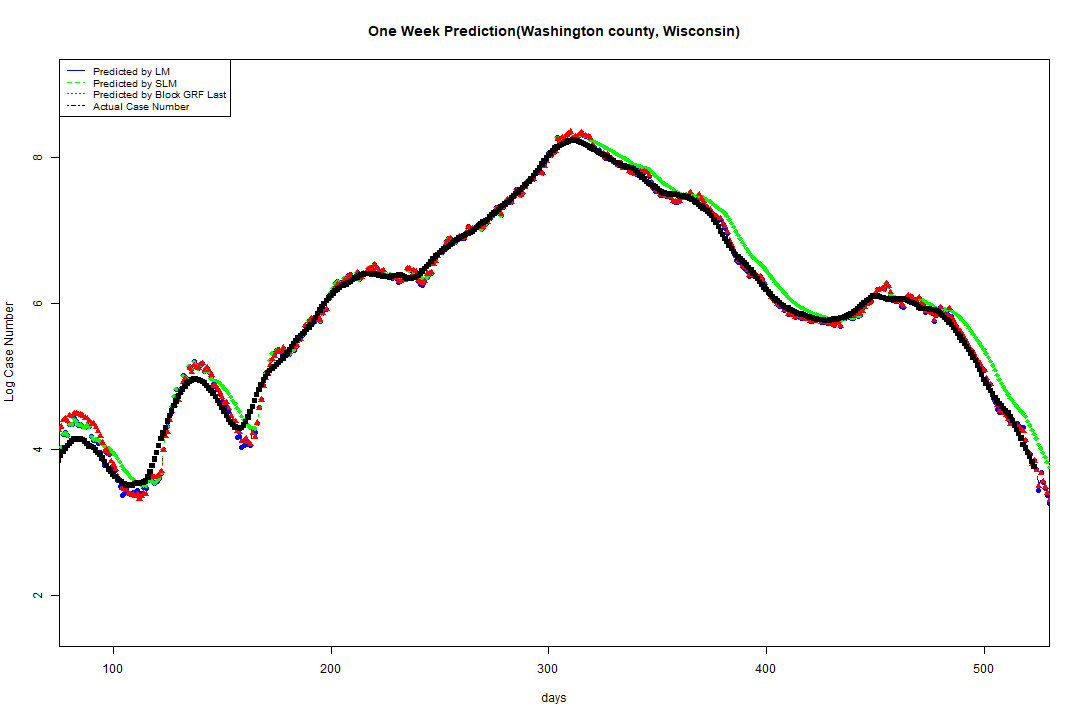 One Week Prediction(Washington county, Wisconsin)
Predicted by LM
Predicted by SLM
Predicted by Block GRF Last
Actual Case Number
8
6
4
2
Log Case Number
100 200 300 400 500
days